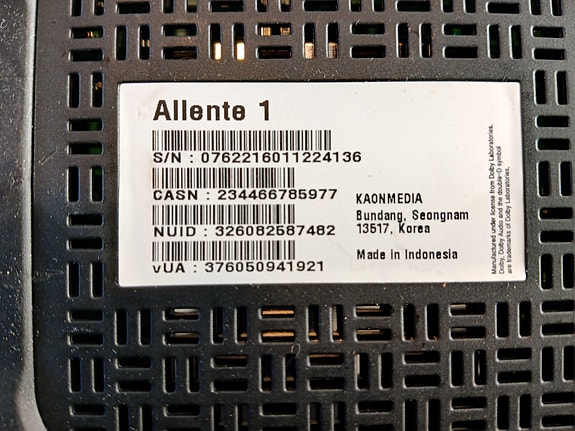 Allente 1
S/N : 0762216011224136
CASN : 234466785977
NUID : 326082587482
vUA : 376050941921
KAONMEDIA
Bundang, Seongnam
13517, Korea
Made in Indonesia
Manufactured under license from Dolby Laboratories.
Dolby, Dolby Audio and the double-D symbol
are trademarks of Dolby Laboratories.